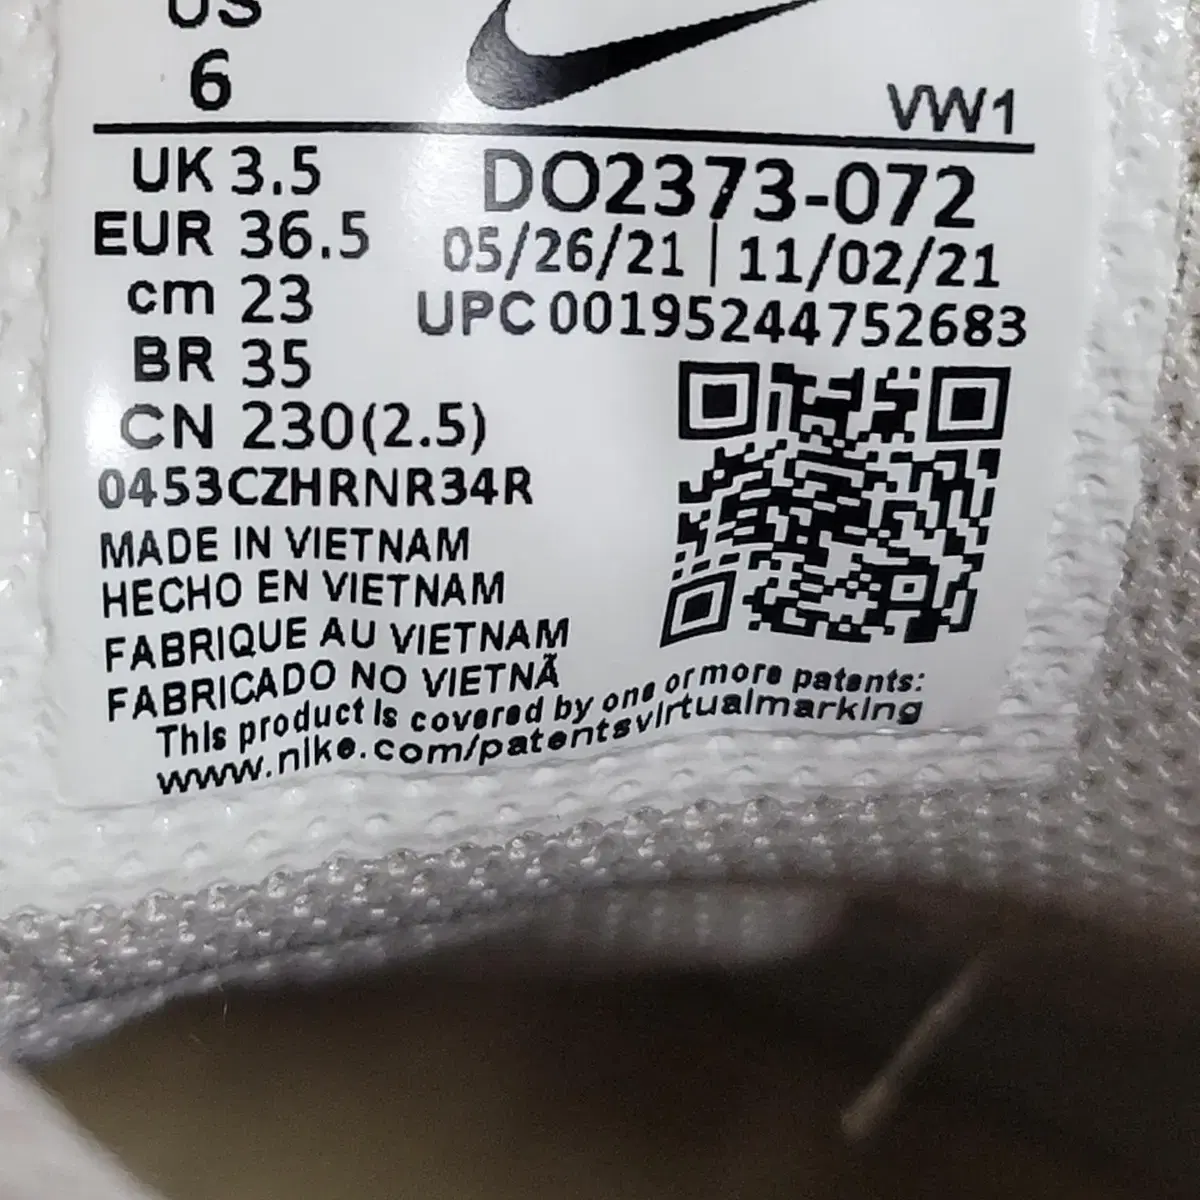 US
6
VW1
UK 3.5
EUR 36.5
cm 23
BR 35
CN 230(2.5)
DO2373-072
05/26/21 | 11/02/21
UPC 00195244752683
0453CZHRNR34R
MADE IN VIETNAM
HECHO EN VIETNAM
FABRIQUE AU VIETNAM
FABRICADO NO VIETNÃ
This product is covered by one or more patents:
www.nike.com/patentsvirtualmarking